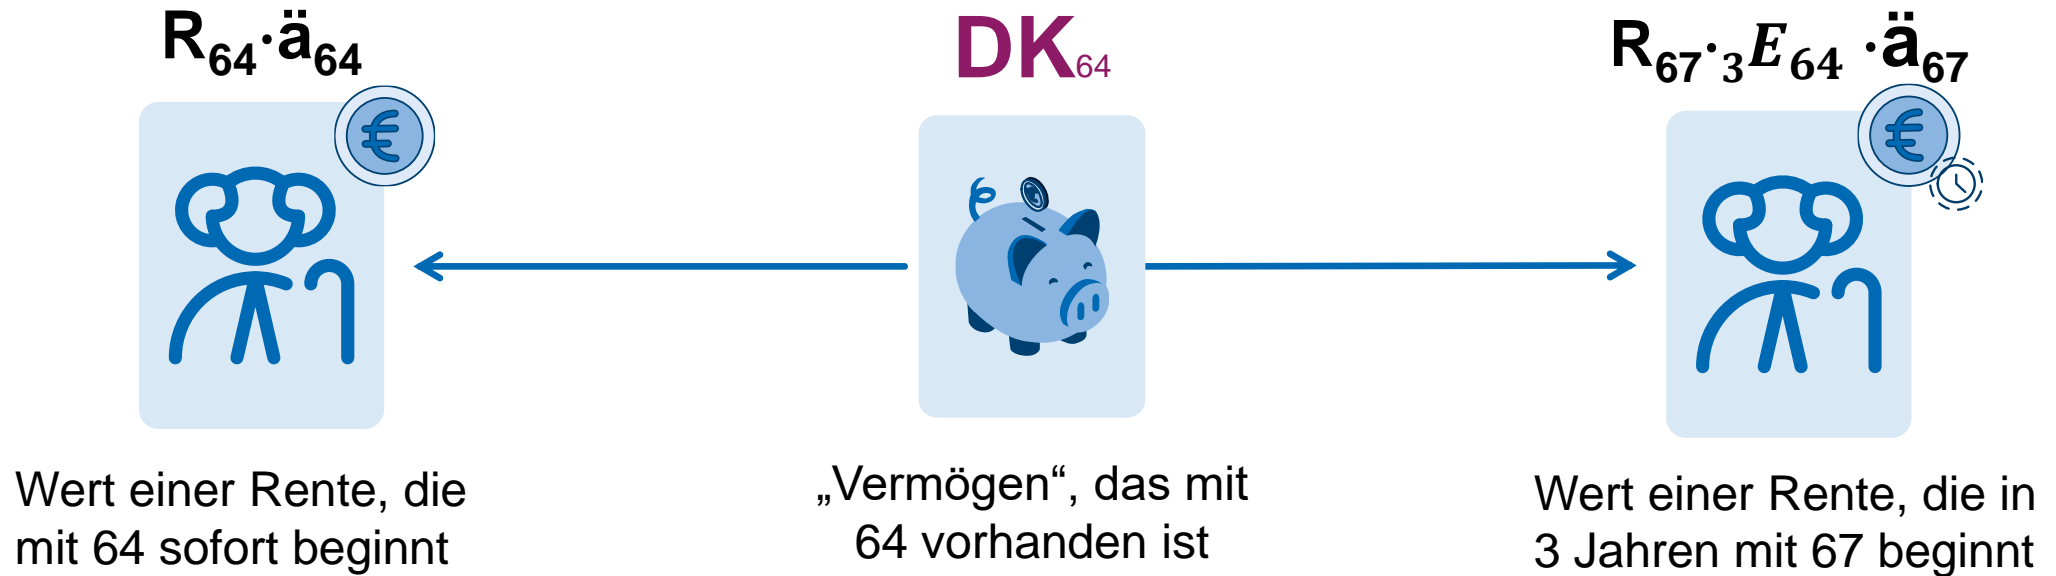 R₆₄·ä₆₄
DK₆₄
R₆₇·₃E₆₄ ·ä₆₇
€
€
Wert einer Rente, die
mit 64 sofort beginnt
„Vermögen“, das mit
64 vorhanden ist
Wert einer Rente, die in
3 Jahren mit 67 beginnt